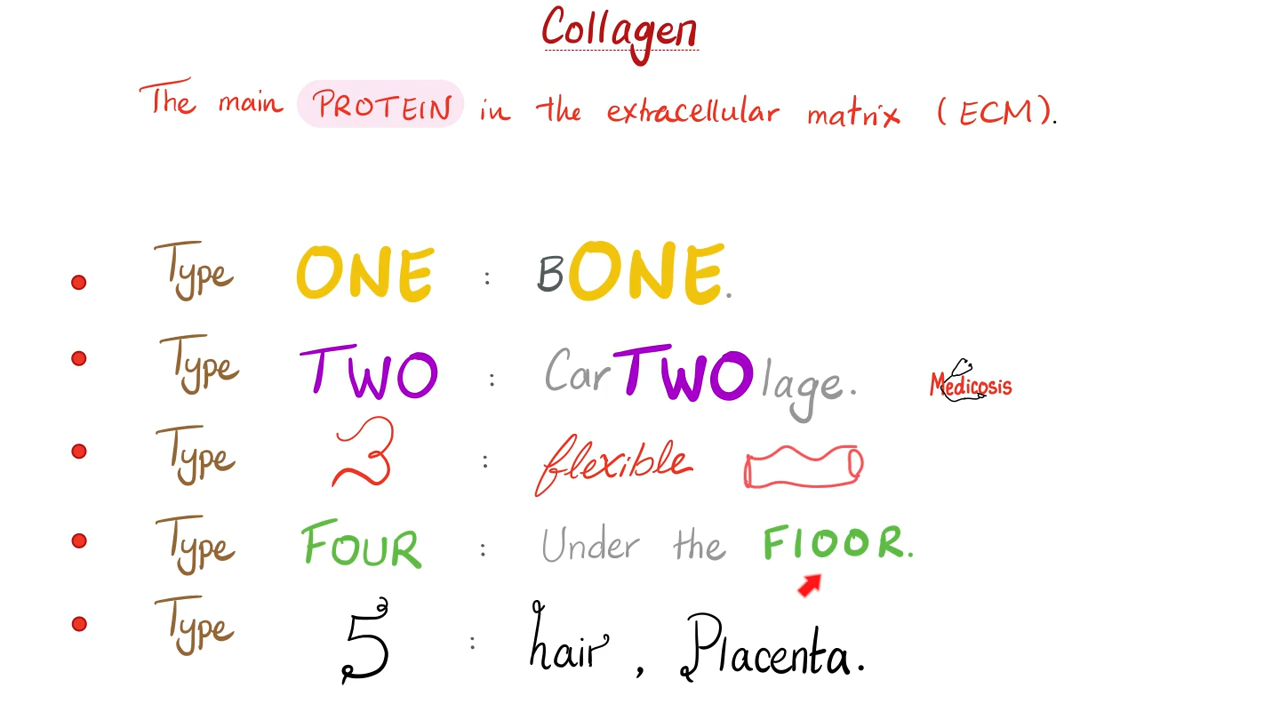 Collagen
The main PROTEIN in the extracellular matrix (ECM).
Type ONE : BONE.
Type TWO : CarTWOlage.
Medicosis
Type 3 : flexible
Type FOUR : Under the FlOOR.
Type 5 : hair, Placenta.